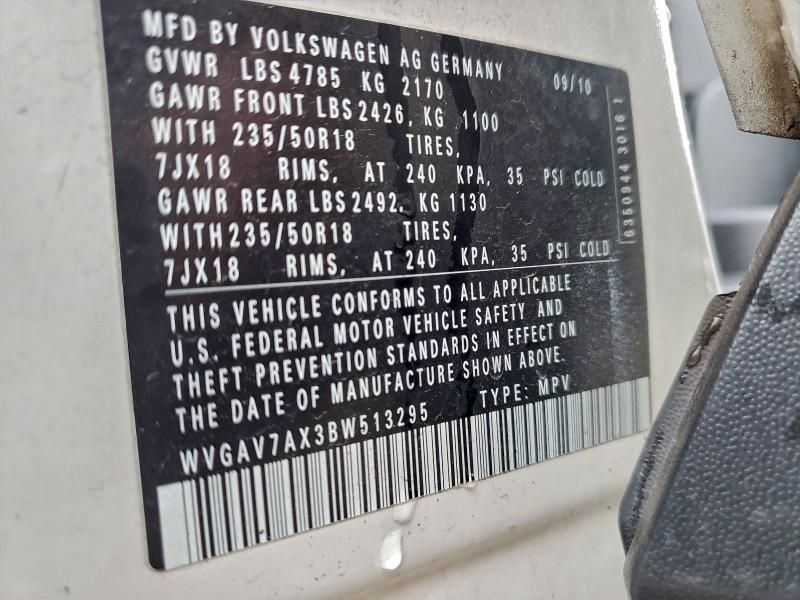 MFD BY VOLKSWAGEN AG GERMANY 09/10
GVWR LBS 4785 KG 2170
GAWR FRONT LBS 2426, KG 1100
WITH 235/50R18 TIRES,
7JX18 RIMS, AT 240 KPA, 35 PSI COLD
GAWR REAR LBS 2492, KG 1130
WITH 235/50R18 TIRES,
7JX18 RIMS, AT 240 KPA, 35 PSI COLD
THIS VEHICLE CONFORMS TO ALL APPLICABLE
U.S. FEDERAL MOTOR VEHICLE SAFETY AND
THEFT PREVENTION STANDARDS IN EFFECT ON
THE DATE OF MANUFACTURE SHOWN ABOVE.
WVGAV7AX3BW513295 TYPE: MPV
6350944 3016 1